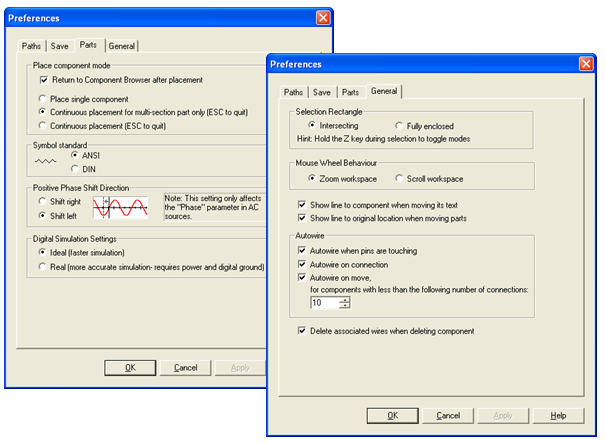 Preferences
Paths Save Parts General
Place component mode
Return to Component Browser after placement
Place single component
Continuous placement for multi-section part only (ESC to quit)
Continuous placement (ESC to quit)
Symbol standard
ANSI
DIN
Positive Phase Shift Direction
Shift right
Shift left
Note: This setting only affects
the "Phase" parameter in AC
sources.
Digital Simulation Settings
Ideal (faster simulation)
Real (more accurate simulation- requires power and digital ground)
OK Cancel Apply
Preferences
Paths Save Parts General
Selection Rectangle
Intersecting Fully enclosed
Hint: Hold the Z key during selection to toggle modes
Mouse Wheel Behaviour
Zoom workspace Scroll workspace
Show line to component when moving its text
Show line to original location when moving parts
Autowire
Autowire when pins are touching
Autowire on connection
Autowire on move,
for components with less than the following number of connections:
10
Delete associated wires when deleting component
OK Cancel Apply Help